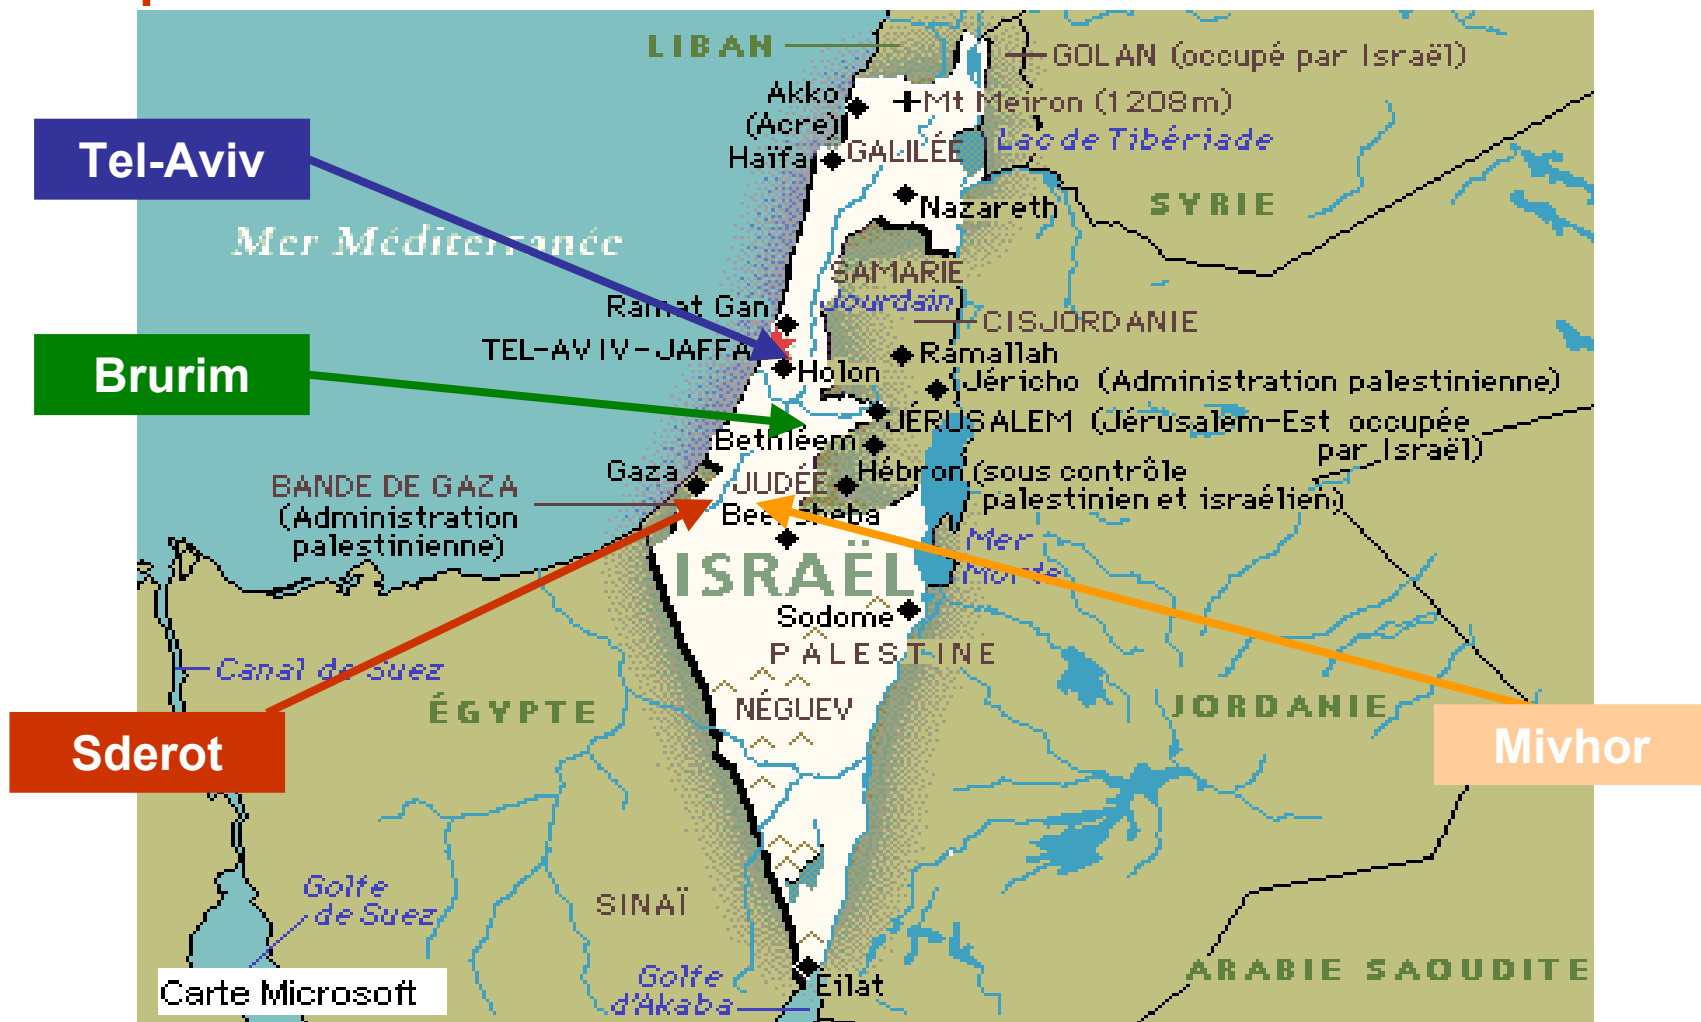 LIBAN
GOLAN (occupé par Israël)
Akko
(Acre)
Mt Meiron (1208m)
Tel-Aviv
Haïfa
GALILÉE
Lac de Tibériade
Nazareth
SYRIE
Mer Méditerranée
SAMARIE
Jourdain
Ramat Gan
CISJORDANIE
TEL-AVIV-JAFFA
Ramallah
Brurim
Holon
Jéricho (Administration palestinienne)
JÉRUSALEM (Jérusalem-Est occupée
par Israël)
Bethléem
Gaza
JUDÉE
Hébron (sous contrôle
palestinien et israélien)
BANDE DE GAZA
(Administration
palestinienne)
Beersheba
Mer
Morte
ISRAËL
Sodome
PALESTINE
Canal de Suez
ÉGYPTE
NÉGUEV
JORDANIE
Sderot
Mivhor
Golfe
de Suez
SINAÏ
ARABIE SAOUDITE
Carte Microsoft
Golfe
d'Akaba
Eilat